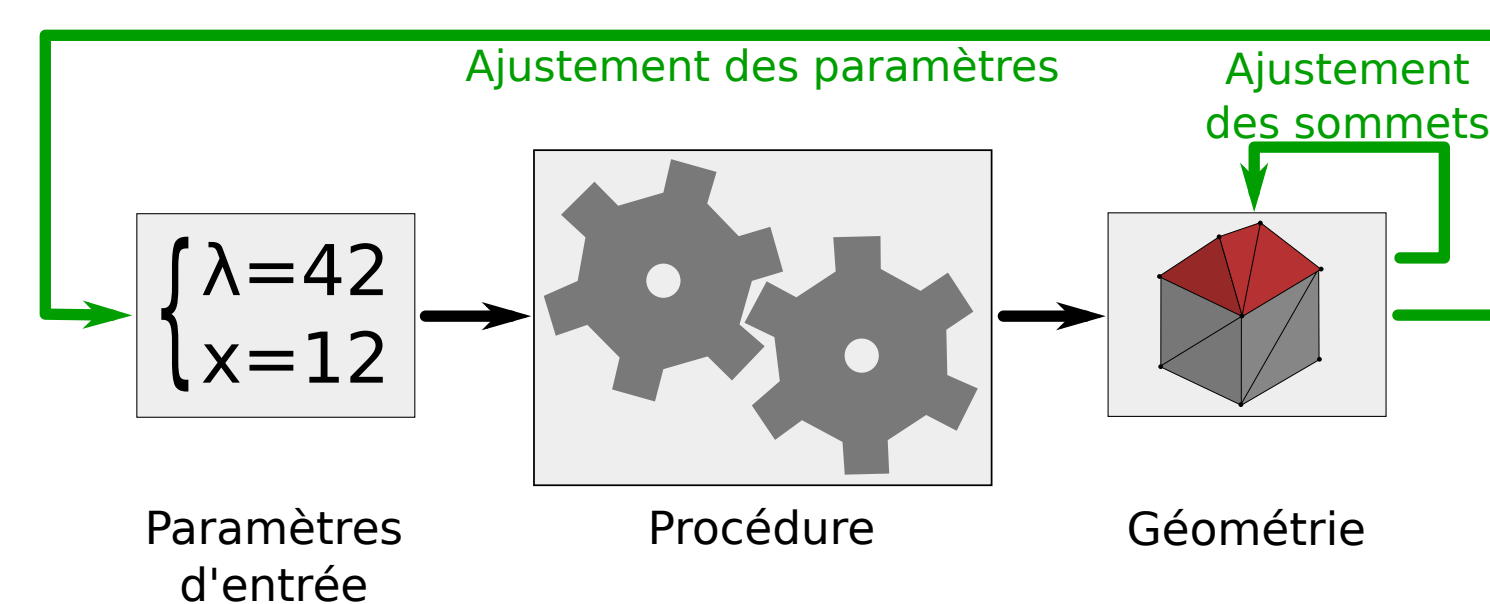 Ajustement des paramètres
Ajustement
des sommets
λ=42
x=12
Paramètres
d'entrée
Procédure
Géométrie